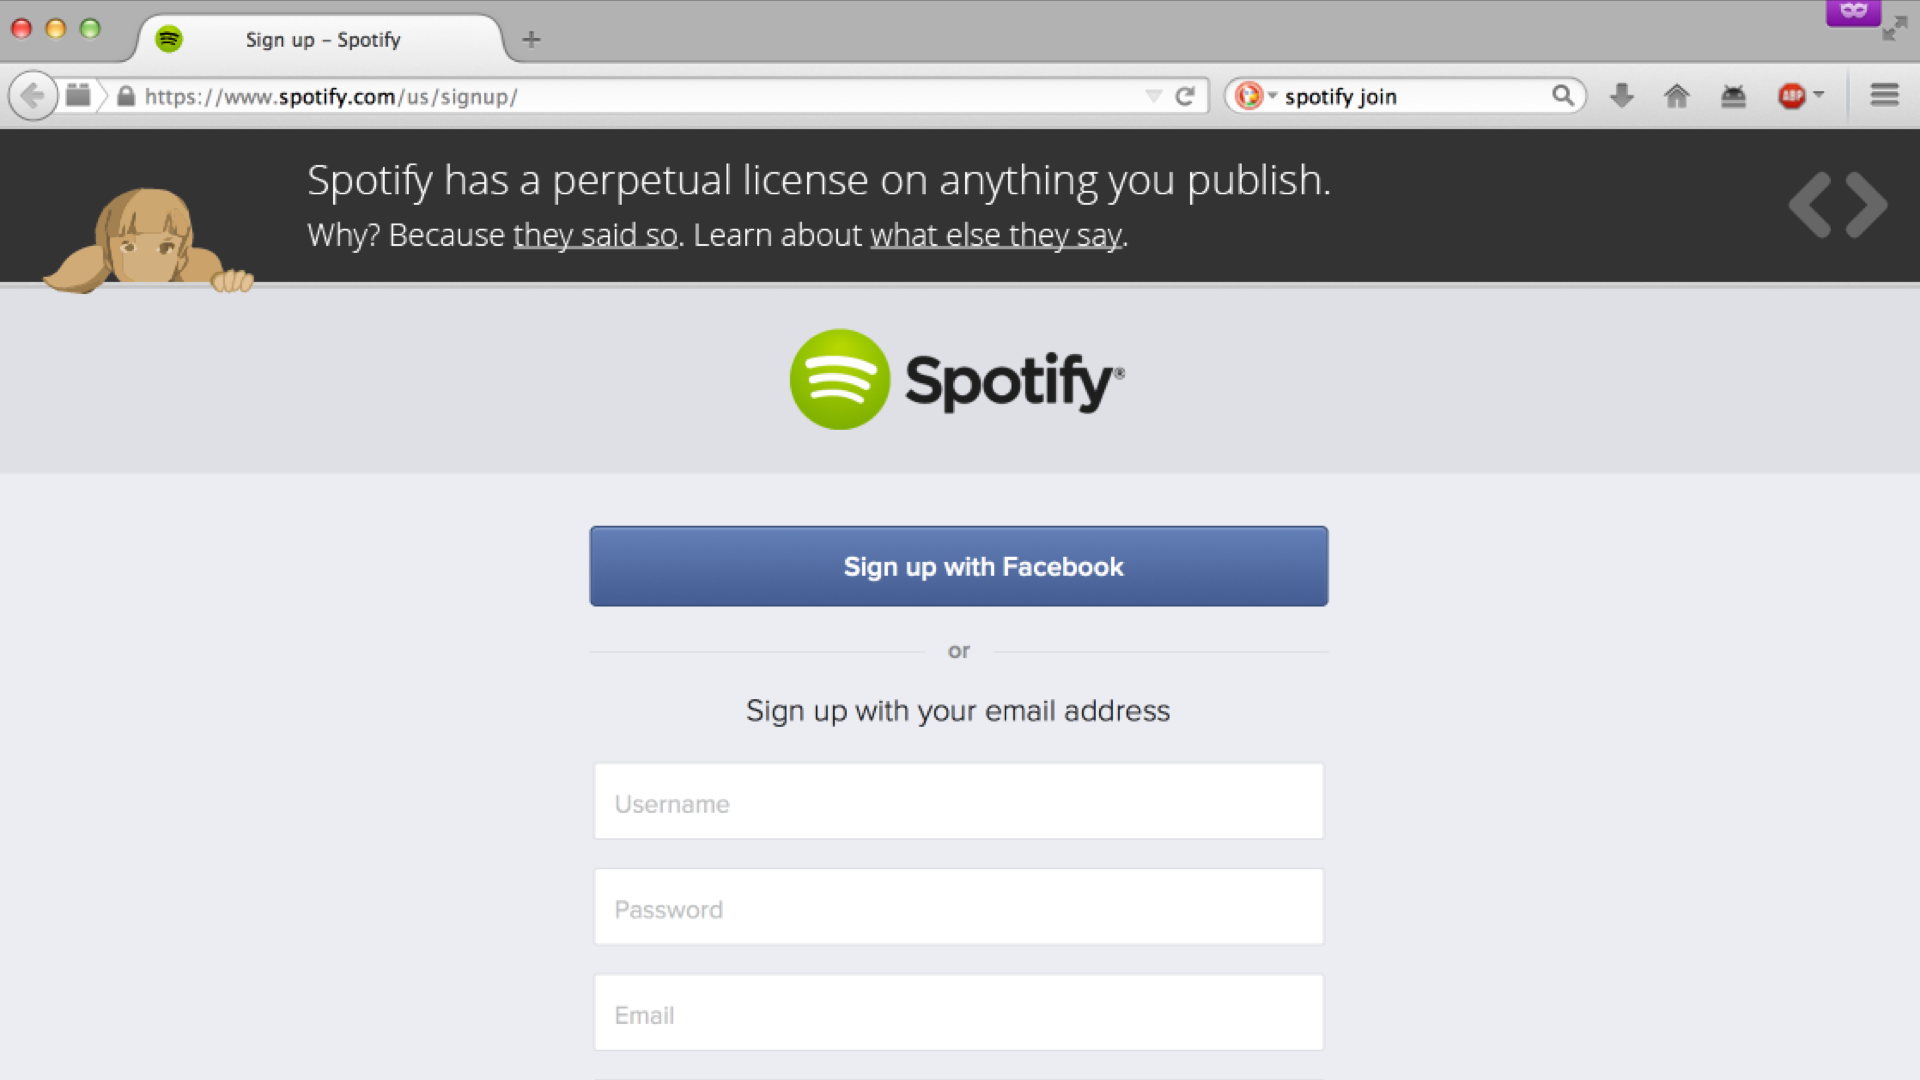 Sign up – Spotify
https://www.spotify.com/us/signup/
spotify join
ABP
Spotify has a perpetual license on anything you publish.
Why? Because they said so. Learn about what else they say.
Spotify®
Sign up with Facebook
or
Sign up with your email address
Username
Password
Email